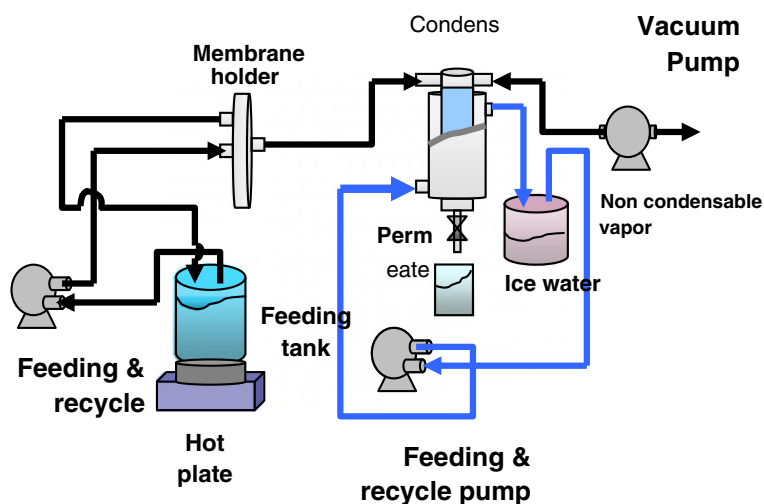 Condens
Vacuum
Pump
Membrane
holder
Non condensable
vapor
Perm
eate
Ice water
Feeding
tank
Feeding &
recycle
Hot
plate
Feeding &
recycle pump